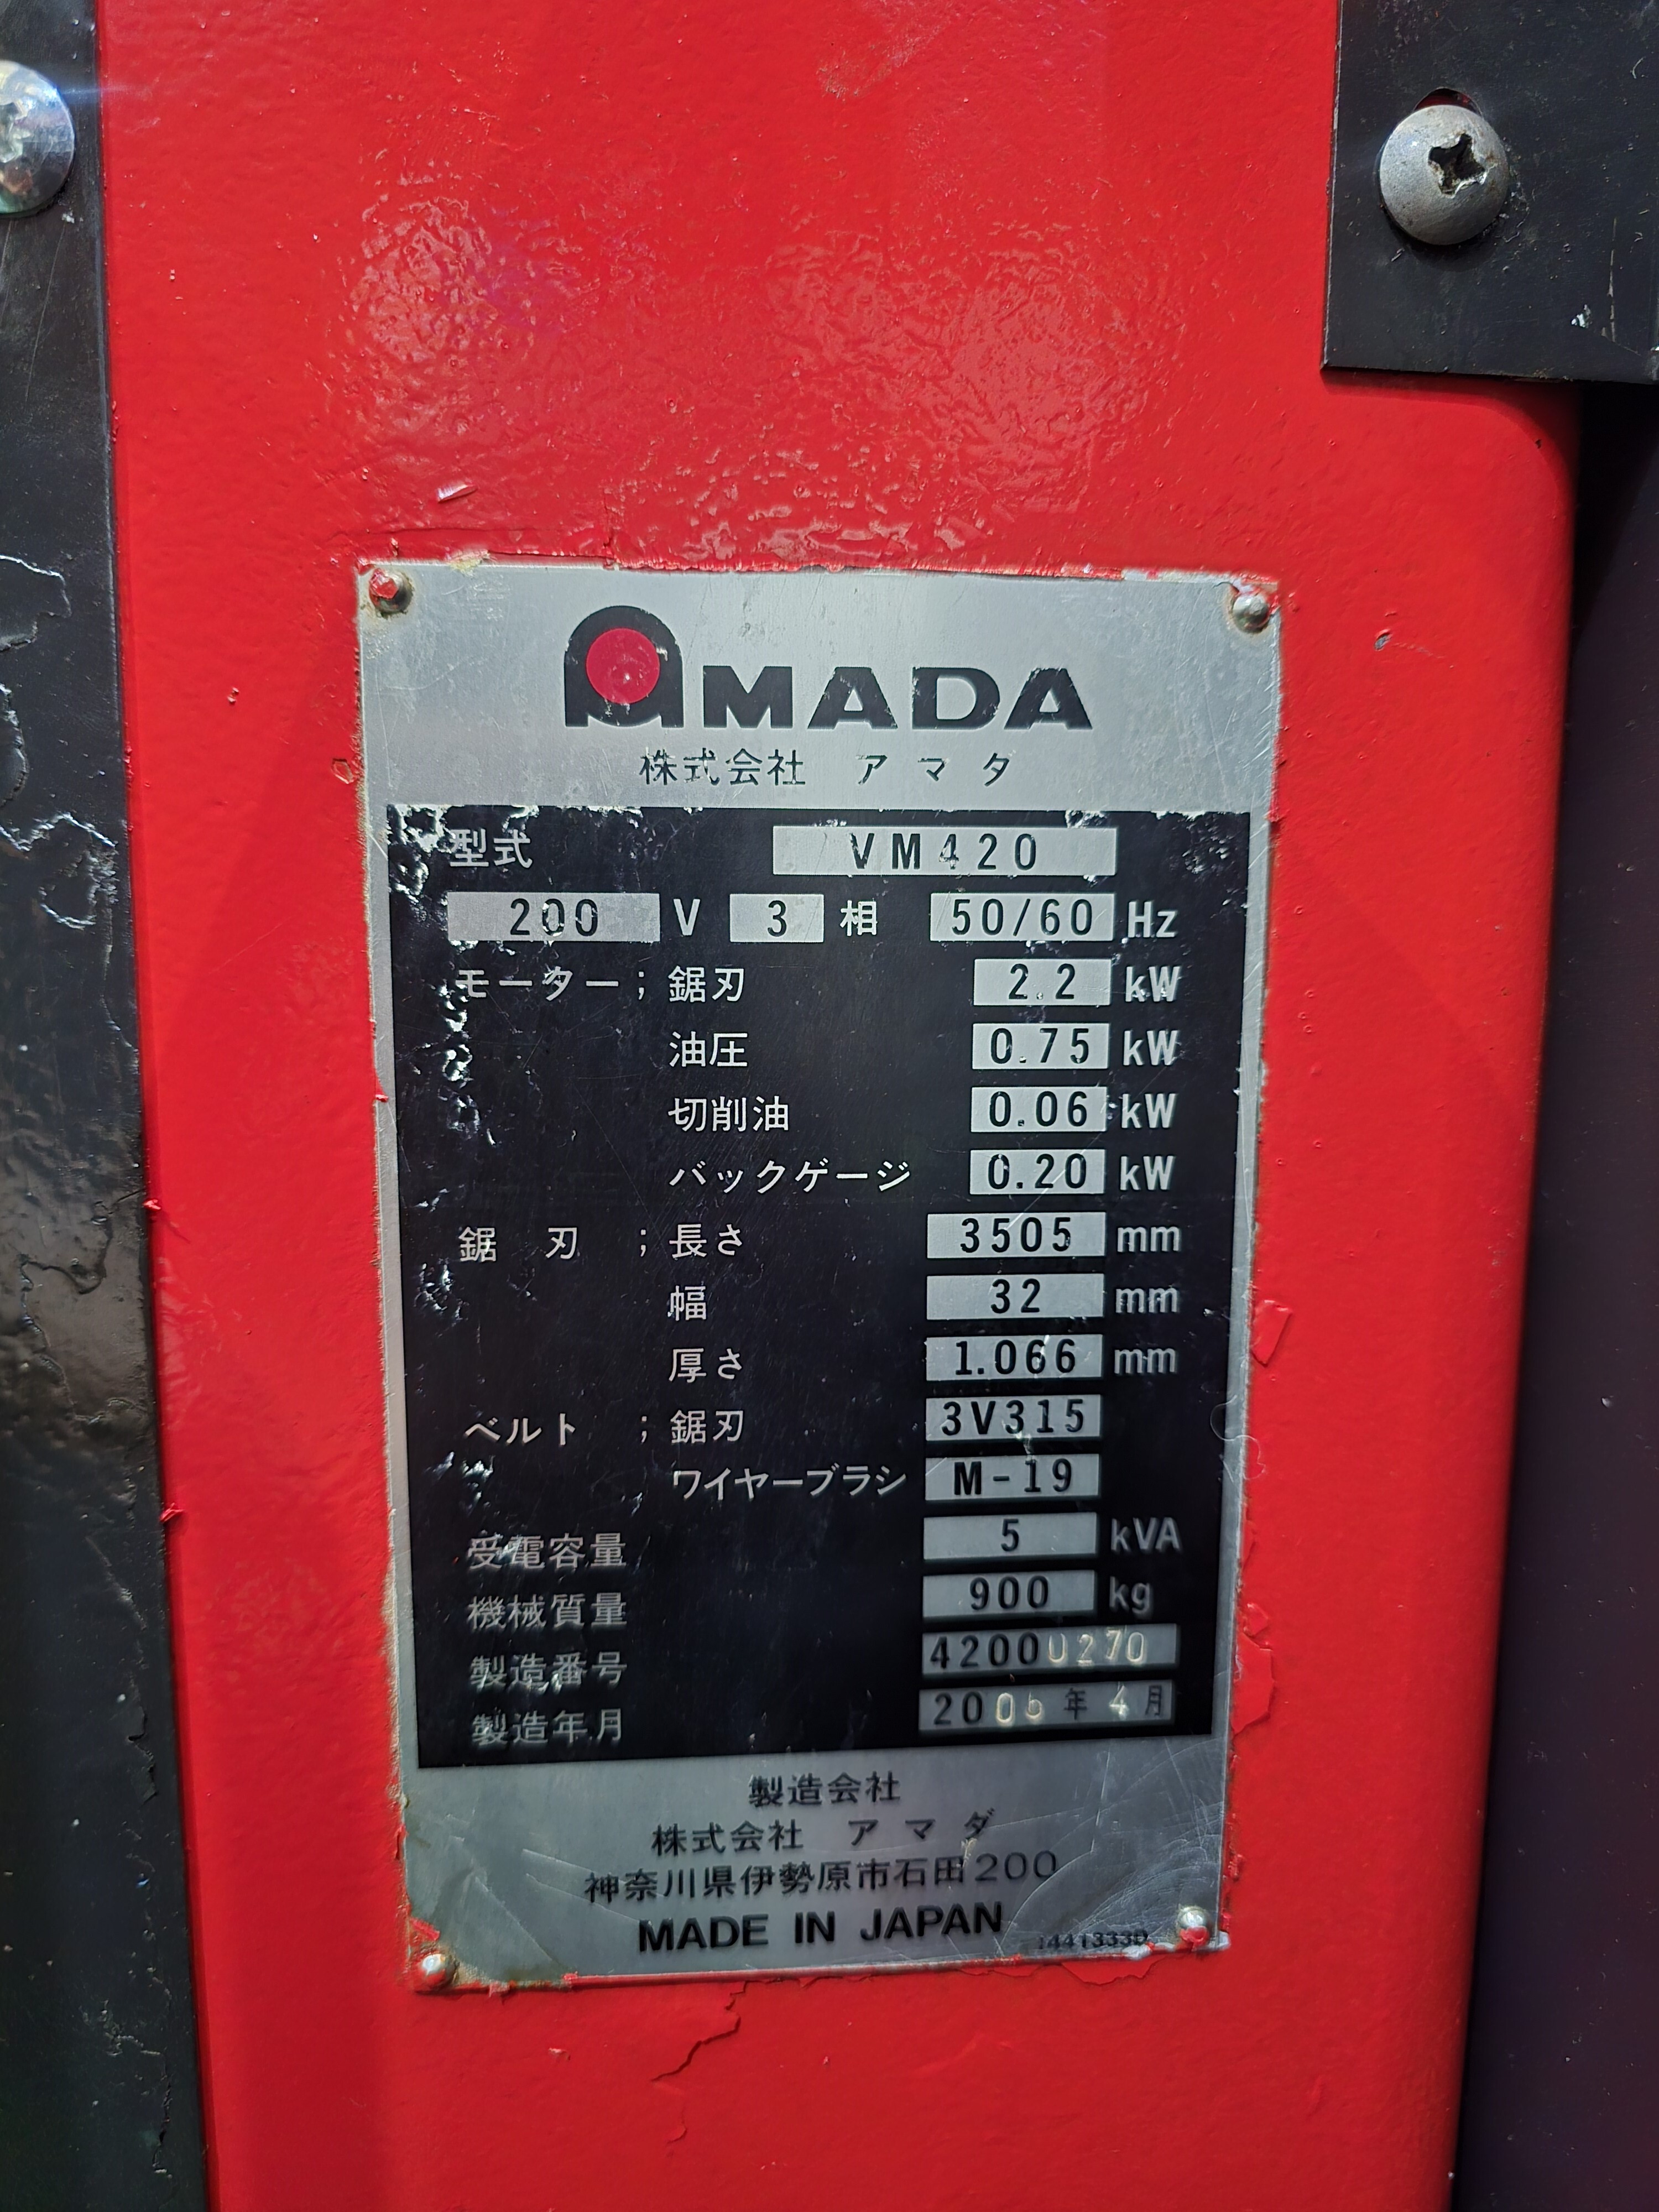 AMADA
株式会社 アマダ
型式 VM420
200 V 3 相 50/60 Hz
モーター ; 鋸刃 2.2 kW
油圧 0.75 kW
切削油 0.06 kW
バックゲージ 0.20 kW
鋸刃 ; 長さ 3505 mm
幅 32 mm
厚さ 1.066 mm
ベルト ; 鋸刃 3V315
ワイヤーブラシ M-19
受電容量 5 kVA
機械質量 900 kg
製造番号 42000270
製造年月 2006年 4月
製造会社
株式会社 アマダ
神奈川県伊勢原市石田200
MADE IN JAPAN